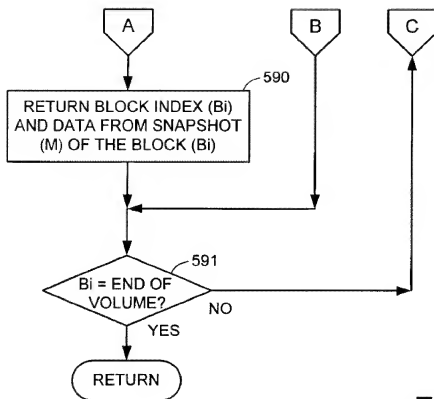 A
B
C
590
RETURN BLOCK INDEX (Bi)
AND DATA FROM SNAPSHOT
(M) OF THE BLOCK (Bi)
591
Bi = END OF
VOLUME?
NO
YES
RETURN